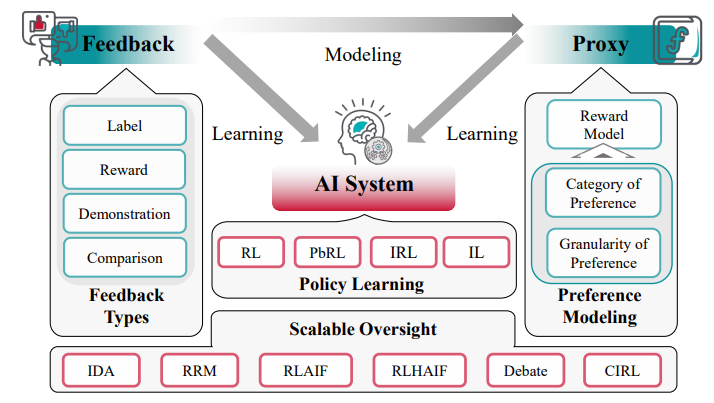 Feedback
Proxy
Modeling
Learning
Learning
AI System
Label
Reward
Demonstration
Comparison
Feedback
Types
RL
PbRL
IRL
IL
Policy Learning
Reward
Model
Category of
Preference
Granularity of
Preference
Preference
Modeling
Scalable Oversight
IDA
RRM
RLAIF
RLHAIF
Debate
CIRL